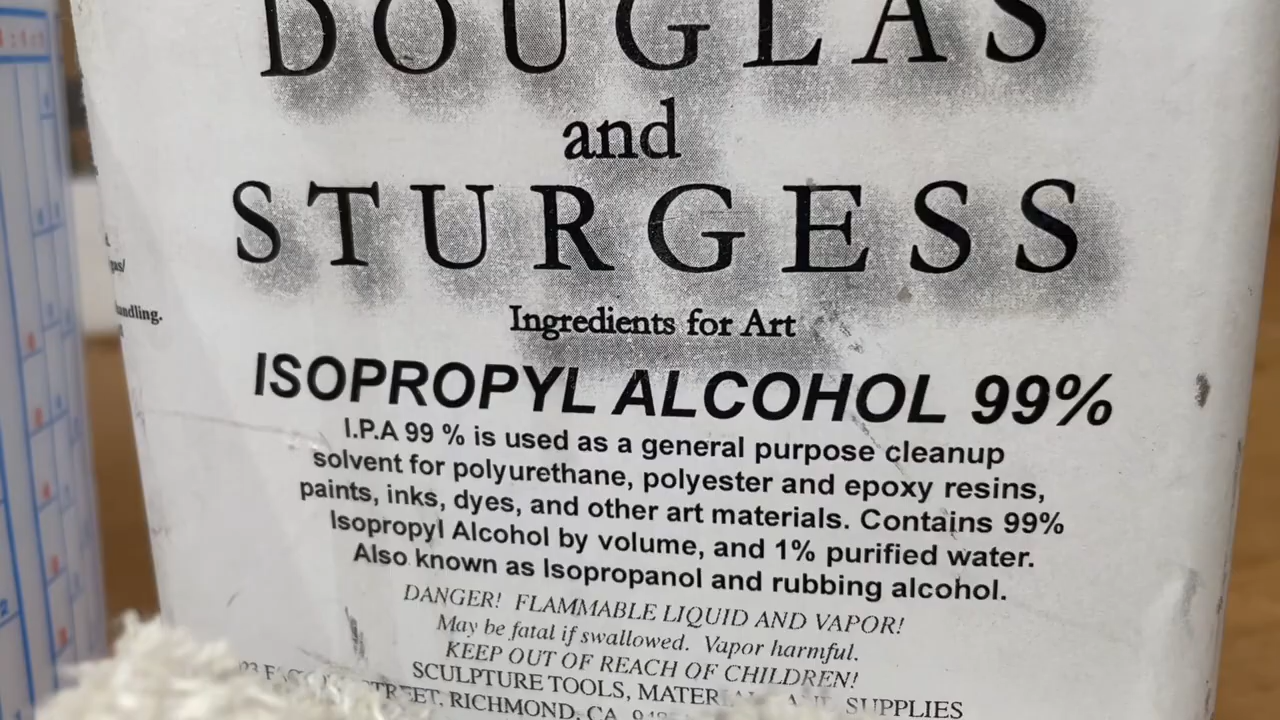 DOUGLAS
and
STURGESS
Ingredients for Art
ISOPROPYL ALCOHOL 99%
I.P.A 99 % is used as a general purpose cleanup
solvent for polyurethane, polyester and epoxy resins,
paints, inks, dyes, and other art materials. Contains 99%
Isopropyl Alcohol by volume, and 1% purified water.
Also known as Isopropanol and rubbing alcohol.
DANGER! FLAMMABLE LIQUID AND VAPOR!
May be fatal if swallowed. Vapor harmful.
KEEP OUT OF REACH OF CHILDREN!
SCULPTURE TOOLS, SUPPLIES
RICHMOND, CA